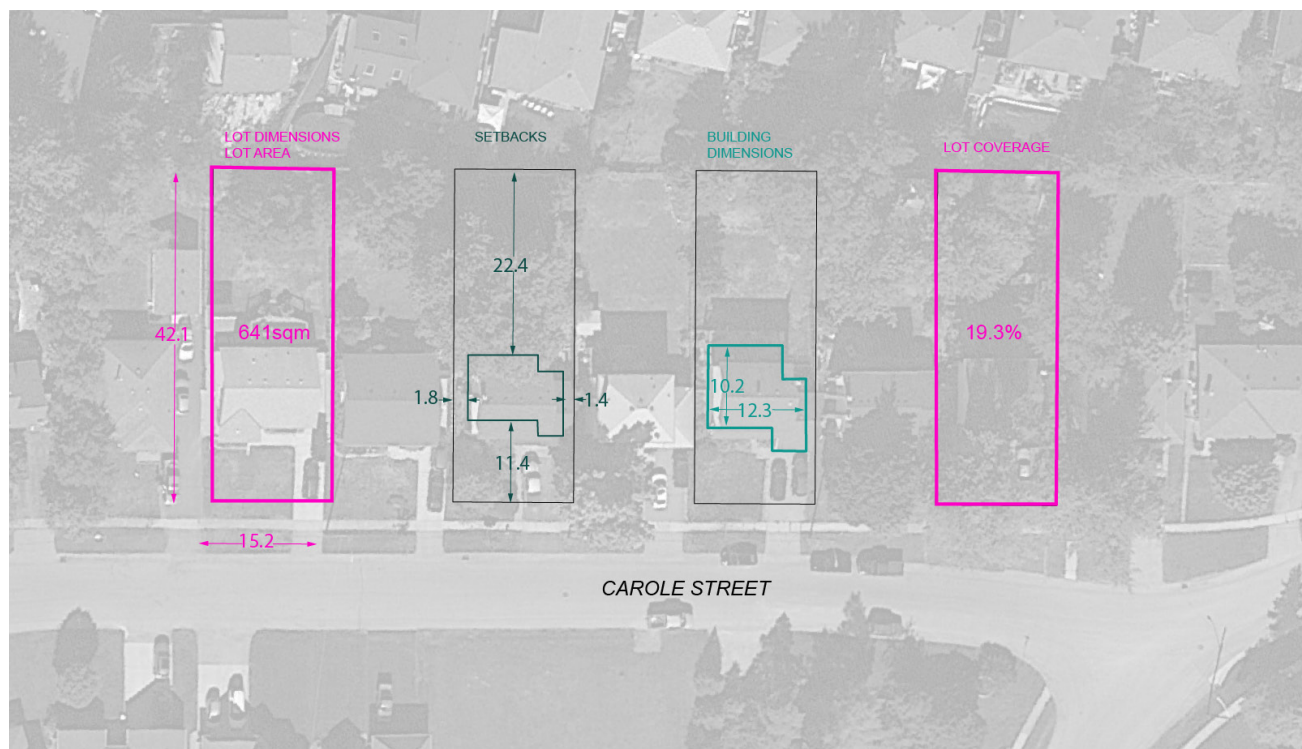 LOT DIMENSIONS
LOT AREA
SETBACKS
BUILDING
DIMENSIONS
LOT COVERAGE
22.4
42.1
641sqm
19.3%
10.2
1.8
1.4
12.3
11.4
15.2
CAROLE STREET